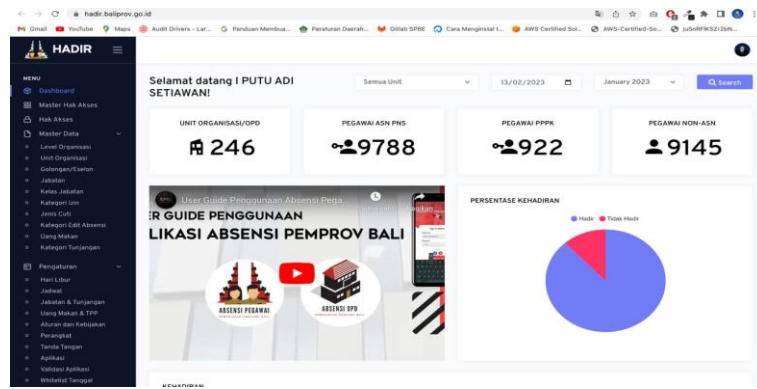 hadir.baliprov.go.id
Gmail YouTube Maps Audit Drivers - Lar... Panduan Membua... Peraturan Daerah... Gitlab SPBE Cara Menginstal l... AWS Certified Sol... AWS-Certified-So...
HADIR
MENU
Dashboard
Master Hak Akses
Hak Akses
Master Data
Level Organisasi
Unit Organisasi
Golongan/Eselon
Jabatan
Kelas Jabatan
Kategori Izin
Jenis Cuti
Kategori Edit Absensi
Uang Makan
Kategori Tunjangan
Pengaturan
Hari Libur
Jadwal
Jabatan & Tunjangan
Uang Makan & TPP
Aturan dan Kebijakan
Perangkat
Tanda Tangan
Aplikasi
Validasi Aplikasi
Whitelist Tanggal
Selamat datang I PUTU ADI
SETIAWAN!
Semua Unit
13/02/2023
January 2023
Search
UNIT ORGANISASI/OPD
246
PEGAWAI ASN PNS
9788
PEGAWAI PPPK
922
PEGAWAI NON-ASN
9145
User Guide Penggunaan Absensi Pega...
ER GUIDE PENGGUNAAN
LIKASI ABSENSI PEMPROV BALI
ABSENSI PEGAWAI
ABSENSI OPD
PERSENTASE KEHADIRAN
Hadir Tidak Hadir
KEHADIRAN